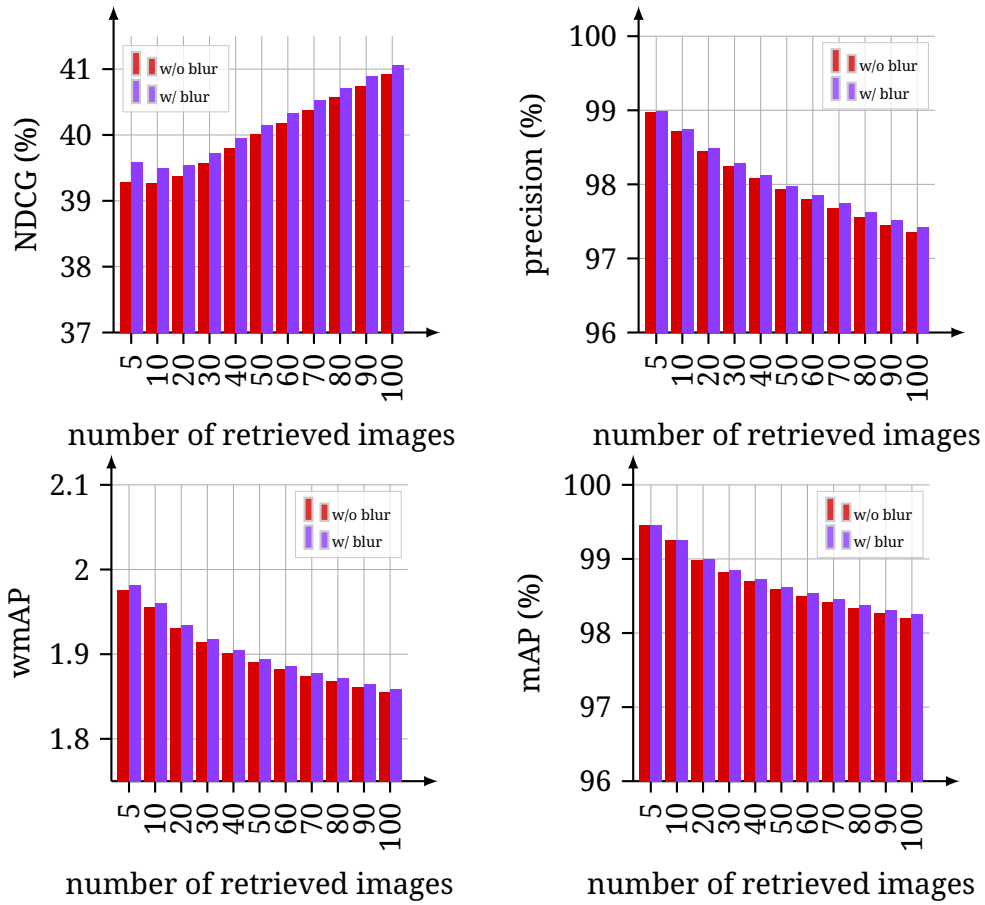 NDCG (%)
41
40
39
38
37
w/o blur
w/ blur
5 10 20 30 40 50 60 70 80 90 100
number of retrieved images
precision (%)
100
99
98
97
96
w/o blur
w/ blur
5 10 20 30 40 50 60 70 80 90 100
number of retrieved images
wmAP
2.1
2
1.9
1.8
w/o blur
w/ blur
5 10 20 30 40 50 60 70 80 90 100
number of retrieved images
mAP (%)
100
99
98
97
96
w/o blur
w/ blur
5 10 20 30 40 50 60 70 80 90 100
number of retrieved images